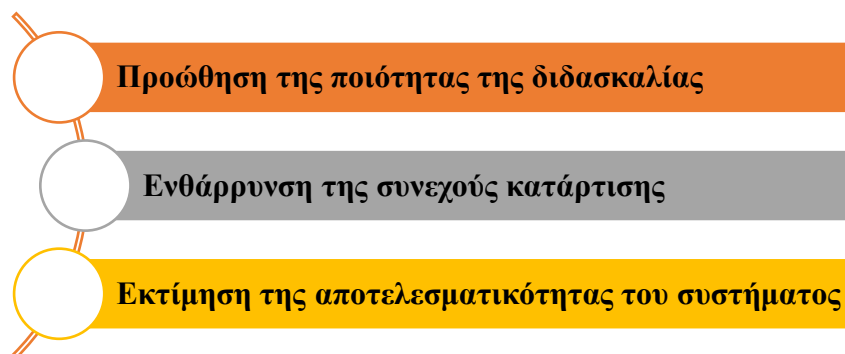 Προώθηση της ποιότητας της διδασκαλίας
Ενθάρρυνση της συνεχούς κατάρτισης
Εκτίμηση της αποτελεσματικότητας του συστήματος